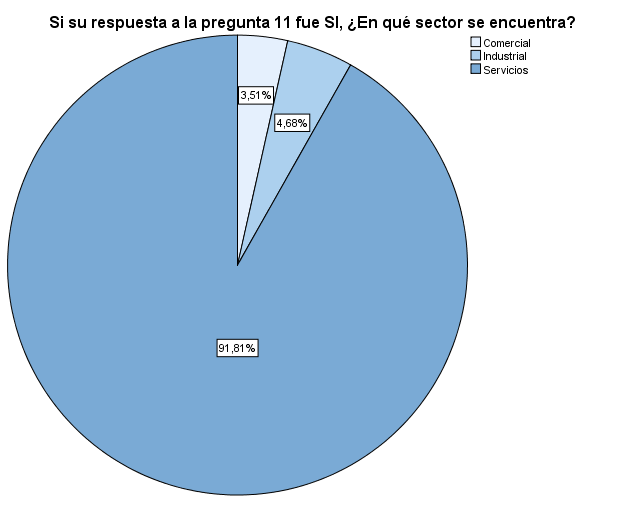 Si su respuesta a la pregunta 11 fue SI, ¿En qué sector se encuentra?
Comercial
Industrial
Servicios
3,51%
4,68%
91,81%